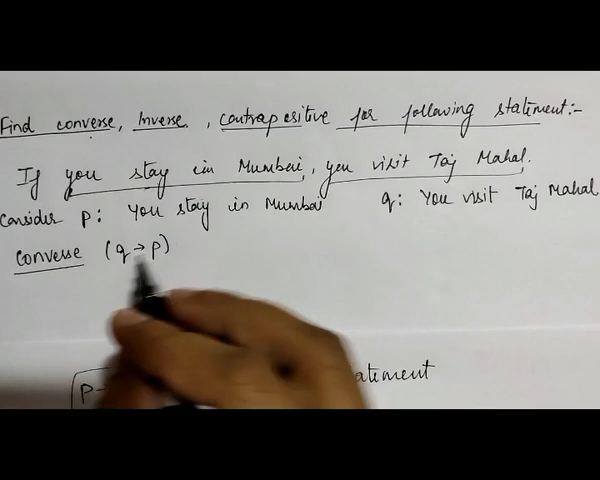 Find converse, Inverse, contrapositive for following statement:-
If you stay in Mumbai, you visit Taj Mahal.
Consider p: You stay in Mumbai q: You visit Taj Mahal
Converse (q→p)
P- atement